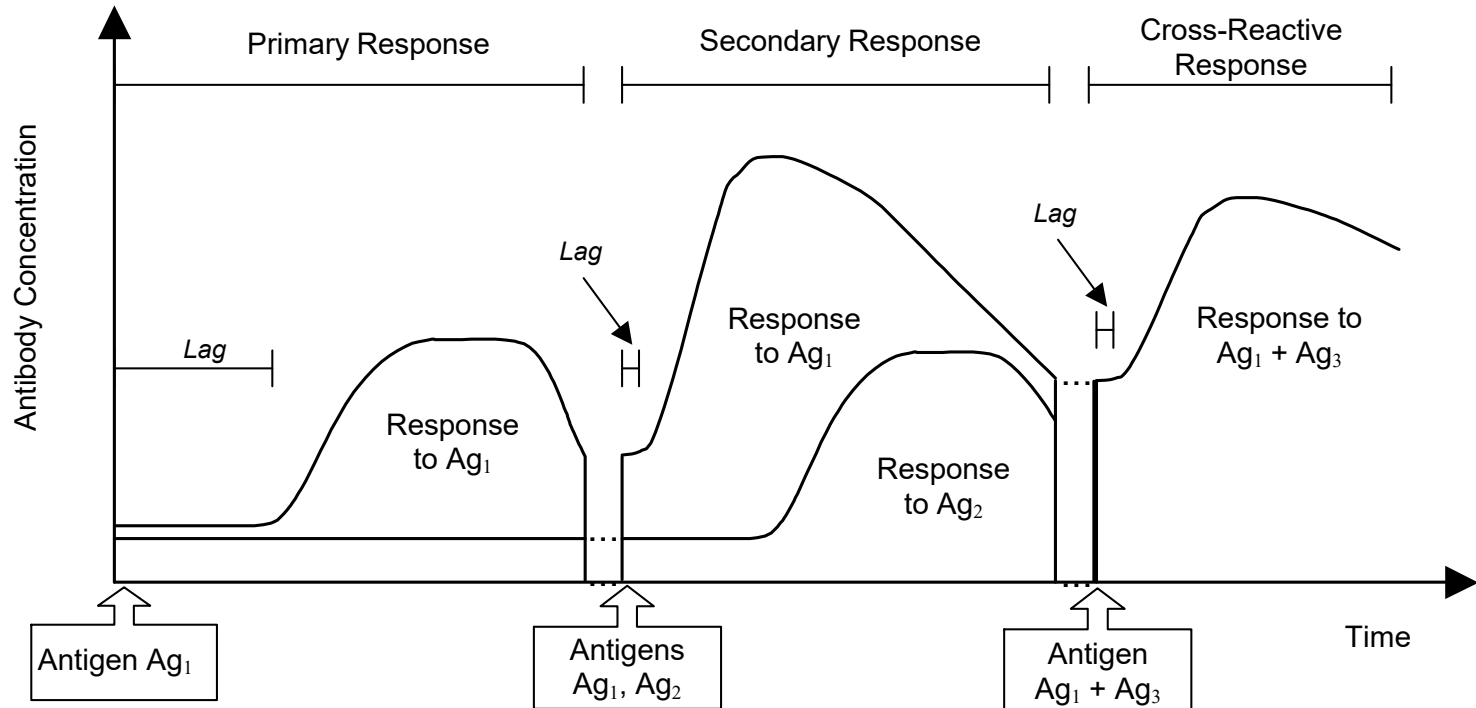 Primary Response
Secondary Response
Cross-Reactive
Response
Antibody Concentration
Lag
Lag
Lag
Response
to Ag₁
Response
to Ag₁
Response
to Ag₂
Response to
Ag₁ + Ag₃
Antigen Ag₁
Antigens
Ag₁, Ag₂
Antigen
Ag₁ + Ag₃
Time